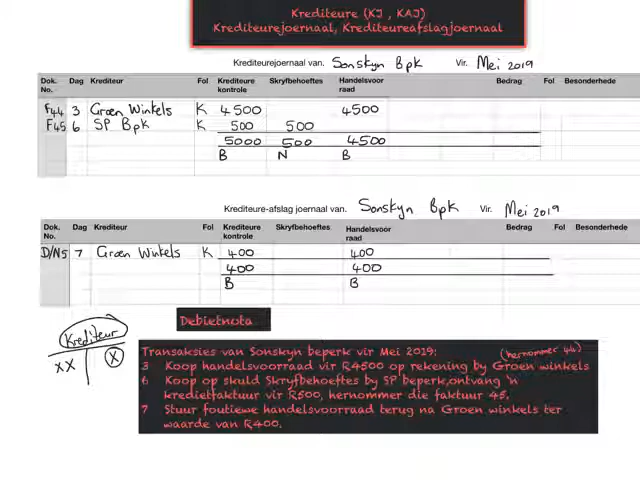 Krediteure (KJ , KAJ)
Krediteurejoernaal, Krediteureafslagjoernaal
Krediteurejoernaal van. Sonskyn Bpk Vir. Mei 2019
Dok. No. Dag Krediteur Fol Krediteure kontrole Skryfbehoeftes Handelsvoor raad Bedrag Fol Besonderhede
F44 3 Groen Winkels K 4500 4500
F45 6 SP Bpk K 500 500
5000 500 4500
B N B
Krediteure-afslag joernaal van. Sonskyn Bpk Vir. Mei 2019
Dok. No. Dag Krediteur Fol Krediteure kontrole Skryfbehoeftes Handelsvoor raad Bedrag Fol Besonderhede
D/N5 7 Groen Winkels K 400 400
400 400
B B
Debietnota
Krediteur
XX X
Transaksies van Sonskyn beperk vir Mei 2019: (hernommer 44)
3 Koop handelsvoorraad vir R4500 op rekening by Groen winkels
6 Koop op skuld Skryfbehoeftes by SP beperk,ontvang 'n
kredietfaktuur vir R500, hernommer die faktuur 45.
7 Stuur foutiewe handelsvoorraad terug na Groen winkels ter
waarde van R400.